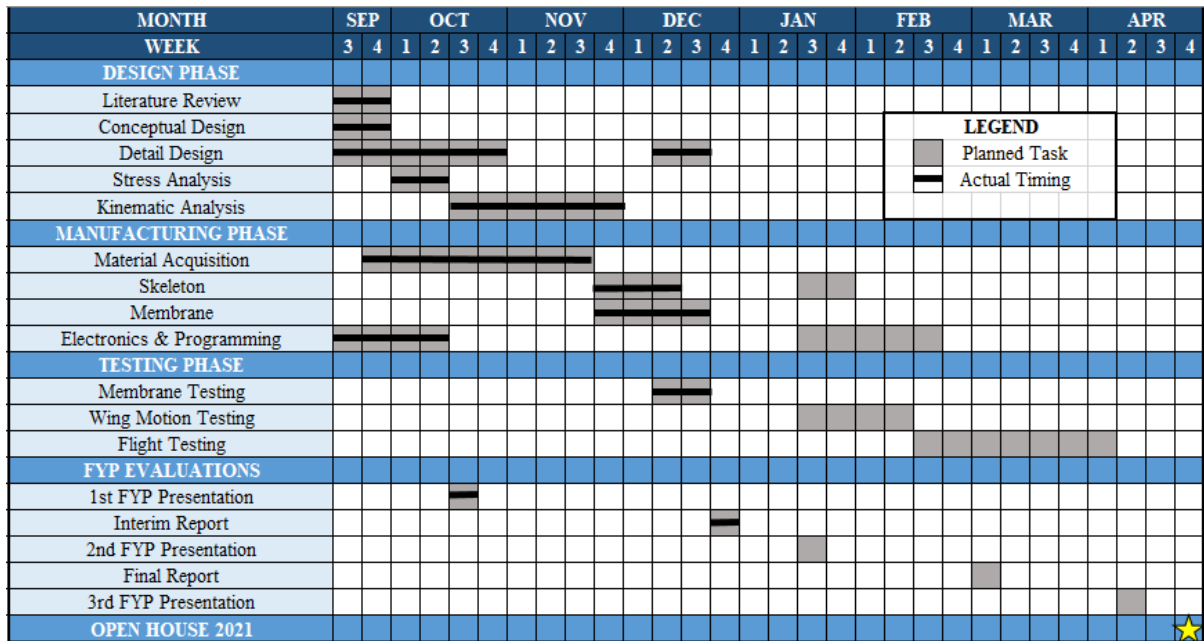 MONTH SEP OCT NOV DEC JAN FEB MAR APR
WEEK 3 4 1 2 3 4 1 2 3 4 1 2 3 4 1 2 3 4 1 2 3 4 1 2 3 4 1 2 3 4
DESIGN PHASE
Literature Review
Conceptual Design
LEGEND
Detail Design
Planned Task
Stress Analysis
Actual Timing
Kinematic Analysis
MANUFACTURING PHASE
Material Acquisition
Skeleton
Membrane
Electronics & Programming
TESTING PHASE
Membrane Testing
Wing Motion Testing
Flight Testing
FYP EVALUATIONS
1st FYP Presentation
Interim Report
2nd FYP Presentation
Final Report
3rd FYP Presentation
OPEN HOUSE 2021